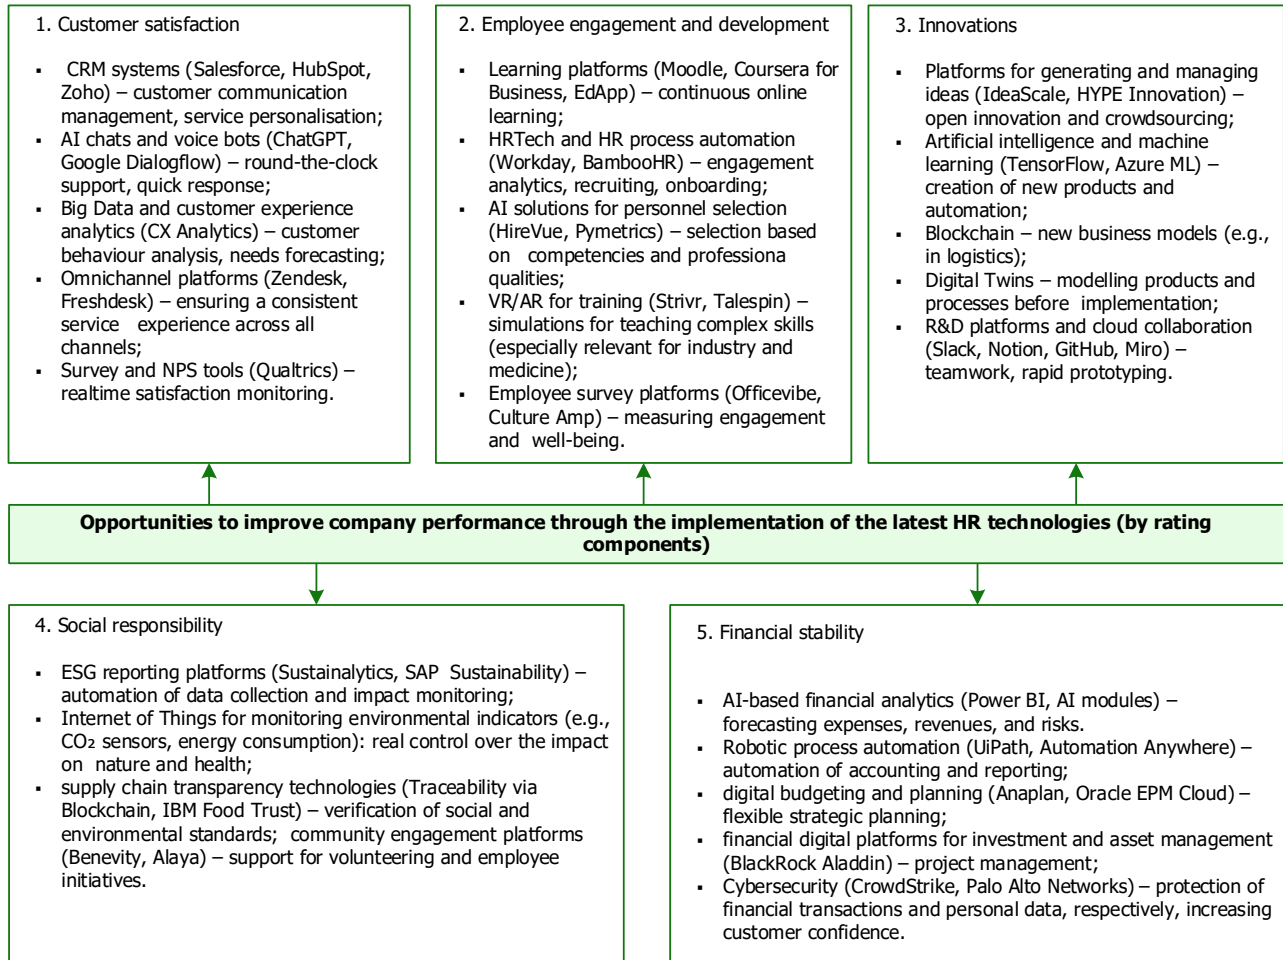 1. Customer satisfaction
▪ CRM systems (Salesforce, HubSpot,
Zoho) – customer communication
management, service personalisation;
▪ AI chats and voice bots (ChatGPT,
Google Dialogflow) – round-the-clock
support, quick response;
▪ Big Data and customer experience
analytics (CX Analytics) – customer
behaviour analysis, needs forecasting;
▪ Omnichannel platforms (Zendesk,
Freshdesk) – ensuring a consistent
service experience across all
channels;
▪ Survey and NPS tools (Qualtrics) –
realtime satisfaction monitoring.
2. Employee engagement and development
▪ Learning platforms (Moodle, Coursera for
Business, EdApp) – continuous online
learning;
▪ HRTech and HR process automation
(Workday, BambooHR) – engagement
analytics, recruiting, onboarding;
▪ AI solutions for personnel selection
(HireVue, Pymetrics) – selection based
on competencies and professiona
qualities;
▪ VR/AR for training (Strivr, Talespin) –
simulations for teaching complex skills
(especially relevant for industry and
medicine);
▪ Employee survey platforms (Officevibe,
Culture Amp) – measuring engagement
and well-being.
3. Innovations
▪ Platforms for generating and managing
ideas (IdeaScale, HYPE Innovation) –
open innovation and crowdsourcing;
▪ Artificial intelligence and machine
learning (TensorFlow, Azure ML) –
creation of new products and
automation;
▪ Blockchain – new business models (e.g.,
in logistics);
▪ Digital Twins – modelling products and
processes before implementation;
▪ R&D platforms and cloud collaboration
(Slack, Notion, GitHub, Miro) –
teamwork, rapid prototyping.
Opportunities to improve company performance through the implementation of the latest HR technologies (by rating
components)
4. Social responsibility
▪ ESG reporting platforms (Sustainalytics, SAP Sustainability) –
automation of data collection and impact monitoring;
▪ Internet of Things for monitoring environmental indicators (e.g.,
CO₂ sensors, energy consumption): real control over the impact
on nature and health;
▪ supply chain transparency technologies (Traceability via
Blockchain, IBM Food Trust) – verification of social and
environmental standards; community engagement platforms
(Benevity, Alaya) – support for volunteering and employee
initiatives.
5. Financial stability
▪ AI-based financial analytics (Power BI, AI modules) –
forecasting expenses, revenues, and risks.
▪ Robotic process automation (UiPath, Automation Anywhere) –
automation of accounting and reporting;
▪ digital budgeting and planning (Anaplan, Oracle EPM Cloud) –
flexible strategic planning;
▪ financial digital platforms for investment and asset management
(BlackRock Aladdin) – project management;
▪ Cybersecurity (CrowdStrike, Palo Alto Networks) – protection of
financial transactions and personal data, respectively, increasing
customer confidence.